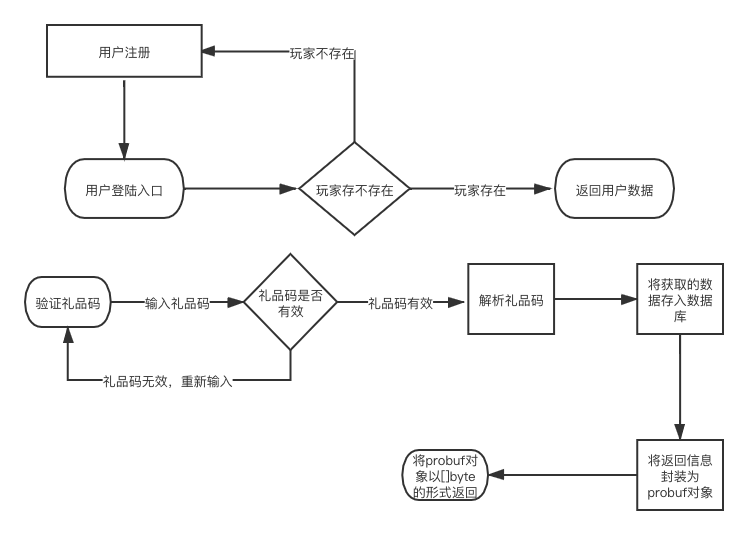 用户注册
玩家不存在
用户登陆入口
玩家存不存在
玩家存在
返回用户数据
验证礼品码
输入礼品码
礼品码是否
有效
礼品码有效
解析礼品码
将获取的数
据存入数据
库
礼品码无效，重新输入
将返回信息
封装为
probuf对象
将probuf对
象以[]byte
的形式返回